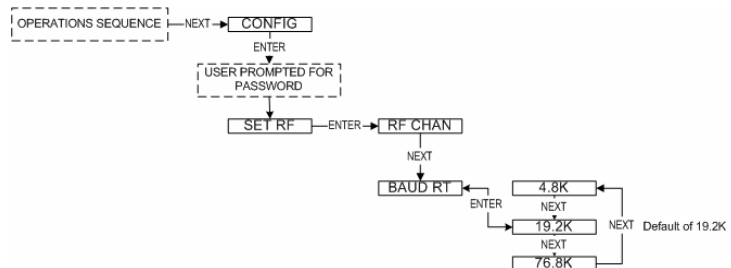 OPERATIONS SEQUENCE
NEXT
CONFIG
ENTER
USER PROMPTED FOR
PASSWORD
SET RF
ENTER
RF CHAN
NEXT
BAUD RT
ENTER
4.8K
NEXT
19.2K
NEXT
76.8K
NEXT
Default of 19.2K